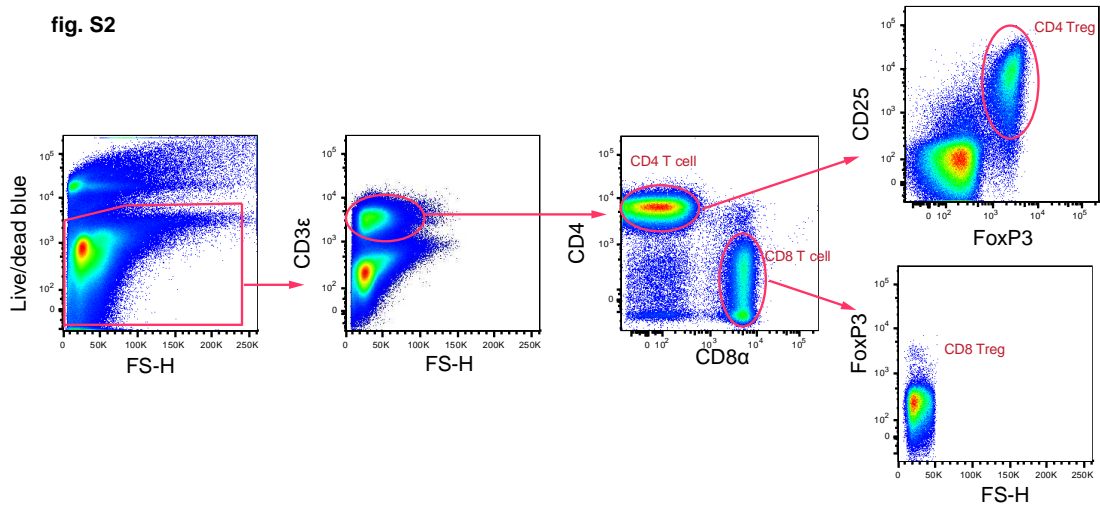 fig. S2
Live/dead blue
10⁵
10⁴
10³
10²
0
0
50K
100K
150K
200K
250K
FS-H
CD3ε
10⁵
10⁴
10³
10²
0
0
50K
100K
150K
200K
250K
FS-H
CD4
10⁵
10⁴
10³
0
CD4 T cell
CD8 T cell
0 10²
10³
10⁴
10⁵
CD8α
CD25
10⁵
10⁴
10³
10²
0
CD4 Treg
0 10²
10³
10⁴
10⁵
FoxP3
FoxP3
10⁵
10⁴
10³
10²
0
CD8 Treg
0
50K
100K
150K
200K
250K
FS-H